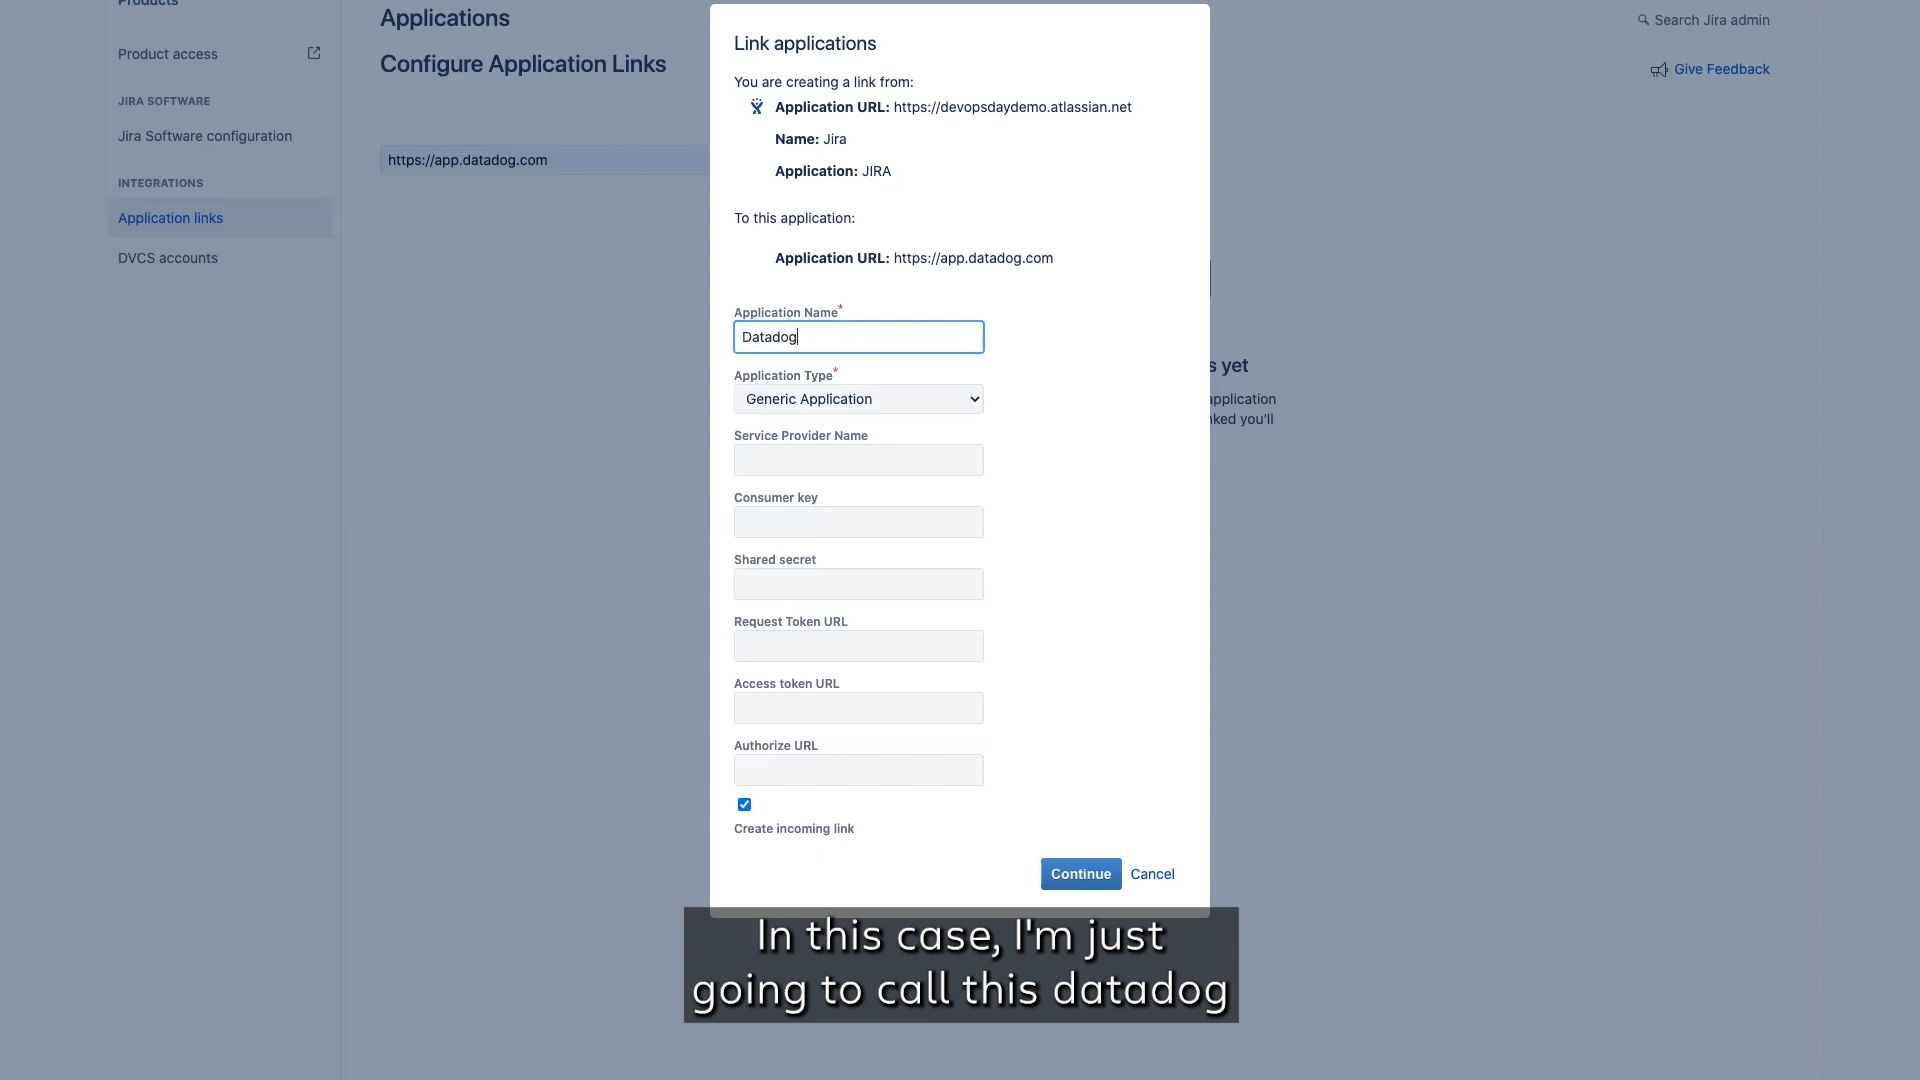 Products
Product access
JIRA SOFTWARE
Jira Software configuration
INTEGRATIONS
Application links
DVCS accounts
Applications
Configure Application Links
https://app.datadog.com
Search Jira admin
Give Feedback
Link applications
You are creating a link from:
Application URL: https://devopsdaydemo.atlassian.net
Name: Jira
Application: JIRA
To this application:
Application URL: https://app.datadog.com
Application Name*
Datadog
Application Type*
Generic Application
Service Provider Name
Consumer key
Shared secret
Request Token URL
Access token URL
Authorize URL
Create incoming link
Continue Cancel
s yet
application
nked you'll
In this case, I'm just
going to call this datadog